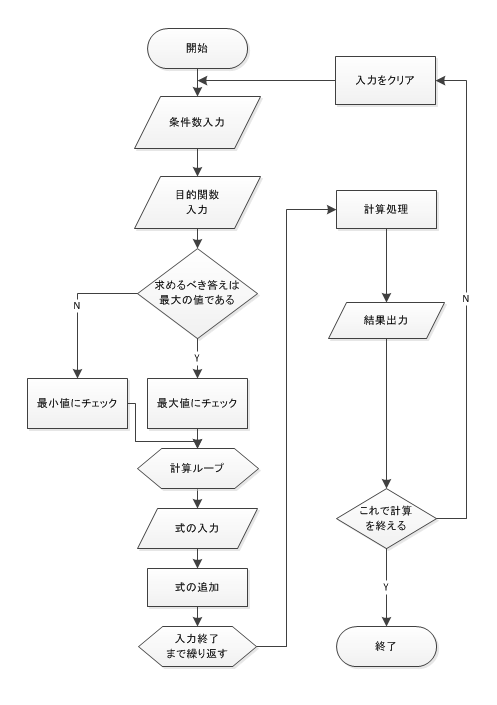 開始
入力をクリア
条件数入力
目的関数
入力
計算処理
求めるべき答えは
最大の値である
N
Y
N
結果出力
最小値にチェック
最大値にチェック
計算ループ
式の入力
これで計算
を終える
式の追加
Y
入力終了
まで繰り返す
終了